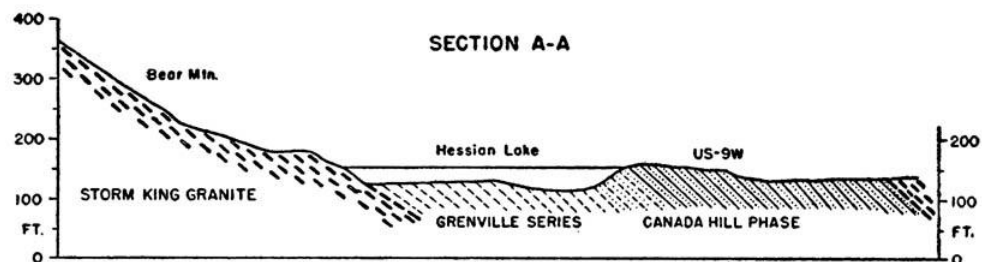 400
SECTION A-A
Bear Mtn.
300
200
Hessian Lake
US-9W
200
STORM KING GRANITE
100
GRENVILLE SERIES
CANADA HILL PHASE
100
FT.
FT.
0
0